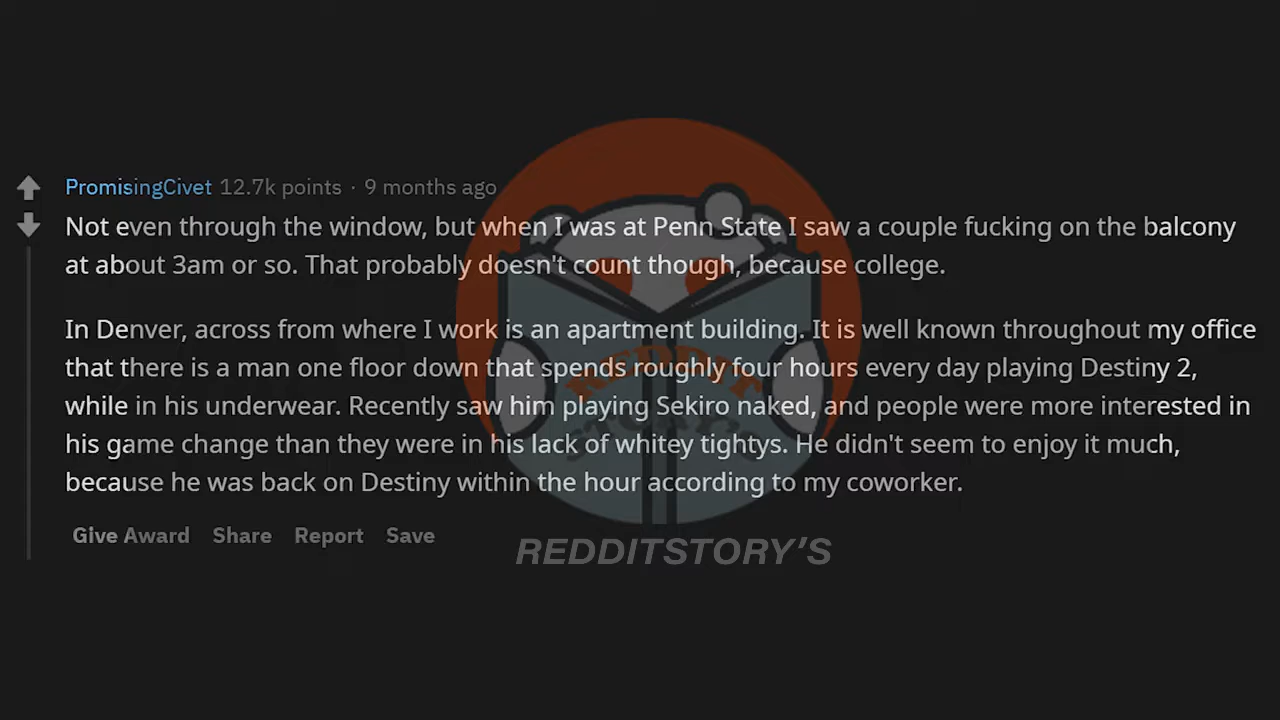 PromisingCivet 12.7k points · 9 months ago
Not even through the window, but when I was at Penn State I saw a couple fucking on the balcony
at about 3am or so. That probably doesn't count though, because college.
In Denver, across from where I work is an apartment building. It is well known throughout my office
that there is a man one floor down that spends roughly four hours every day playing Destiny 2,
while in his underwear. Recently saw him playing Sekiro naked, and people were more interested in
his game change than they were in his lack of whitey tightys. He didn't seem to enjoy it much,
because he was back on Destiny within the hour according to my coworker.
Give Award Share Report Save
REDDIT
STORY'S
REDDITSTORY'S